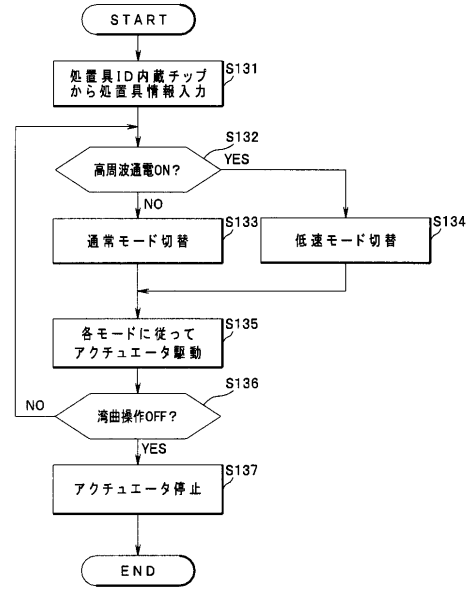 START
処置具ID内蔵チップ
から処置具情報入力
S131
高周波通電ON?
S132
YES
NO
通常モード切替
S133
低速モード切替
S134
各モードに従って
アクチュエータ駆動
S135
湾曲操作OFF?
S136
NO
YES
アクチュエータ停止
S137
END